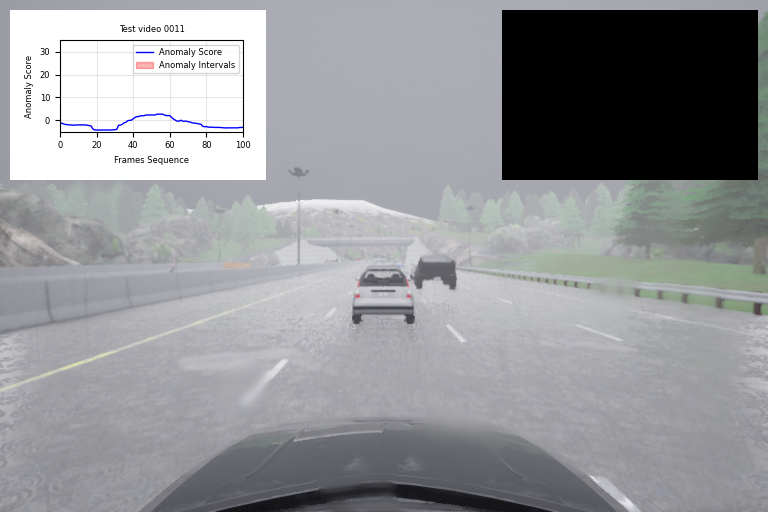 Test video 0011
Anomaly Score
30
20
10
0
Anomaly Score
Anomaly Intervals
0 20 40 60 80 100
Frames Sequence